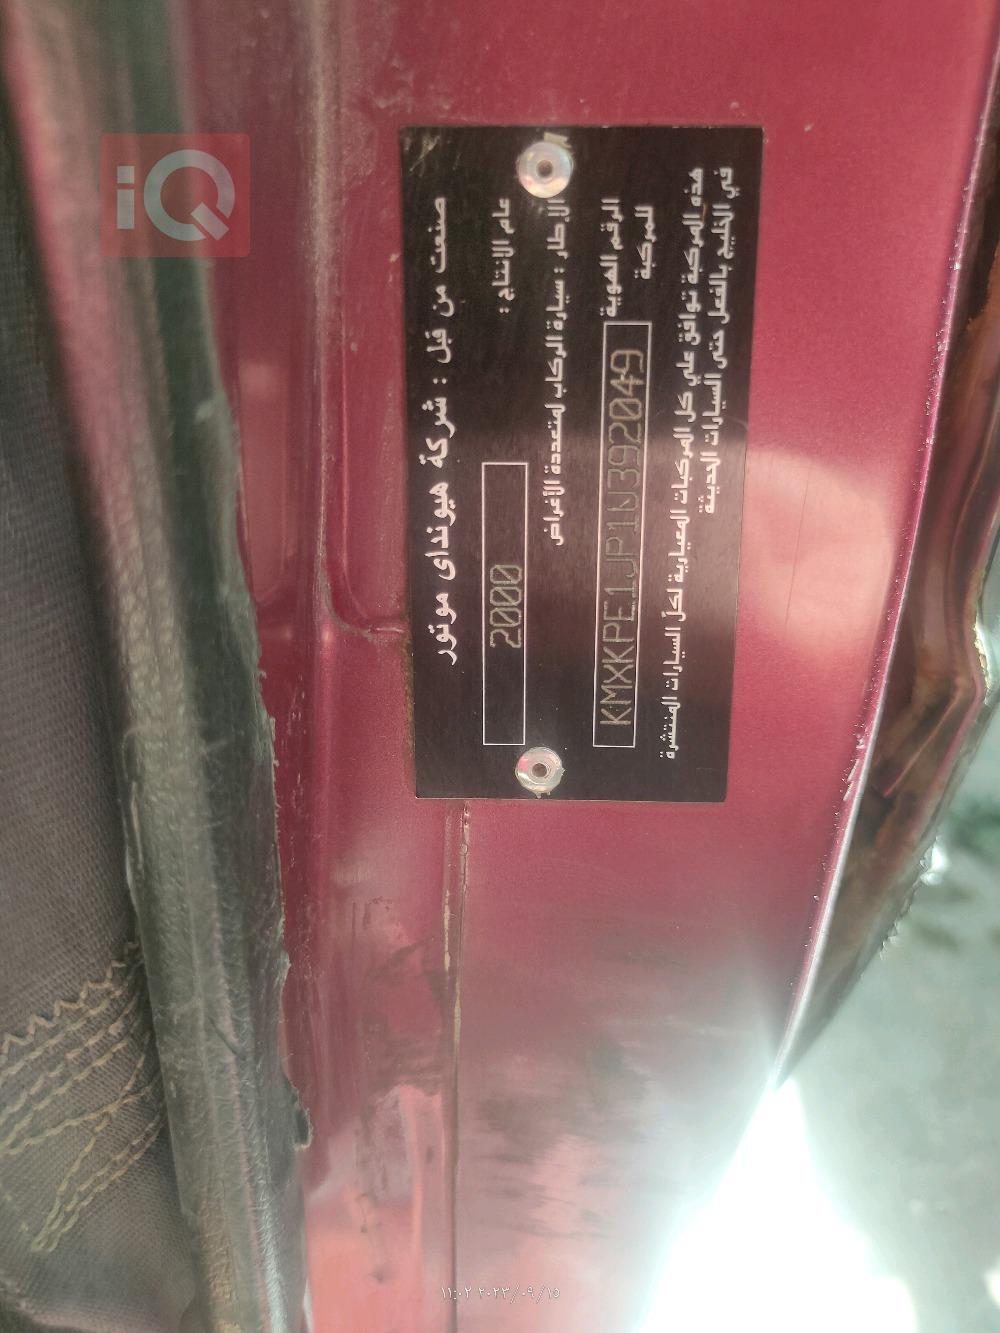 iQ
صنعت من قبل : شركة هيونداى موتور
عام الانتاج :
2000
الإطار : سيارة الركاب لمتعددة الأغراض
الرقم الهوية
للمركبة
KMXKPE1JP1U392049
هذه المركبة توافق علي كل المركبات المعيارية لكلّ السيارات المنتشرة
في الخليج بالفعل حتى السيارات الحديثة
١١:٠٢ ٢٠٢٣/٠٩/١٥